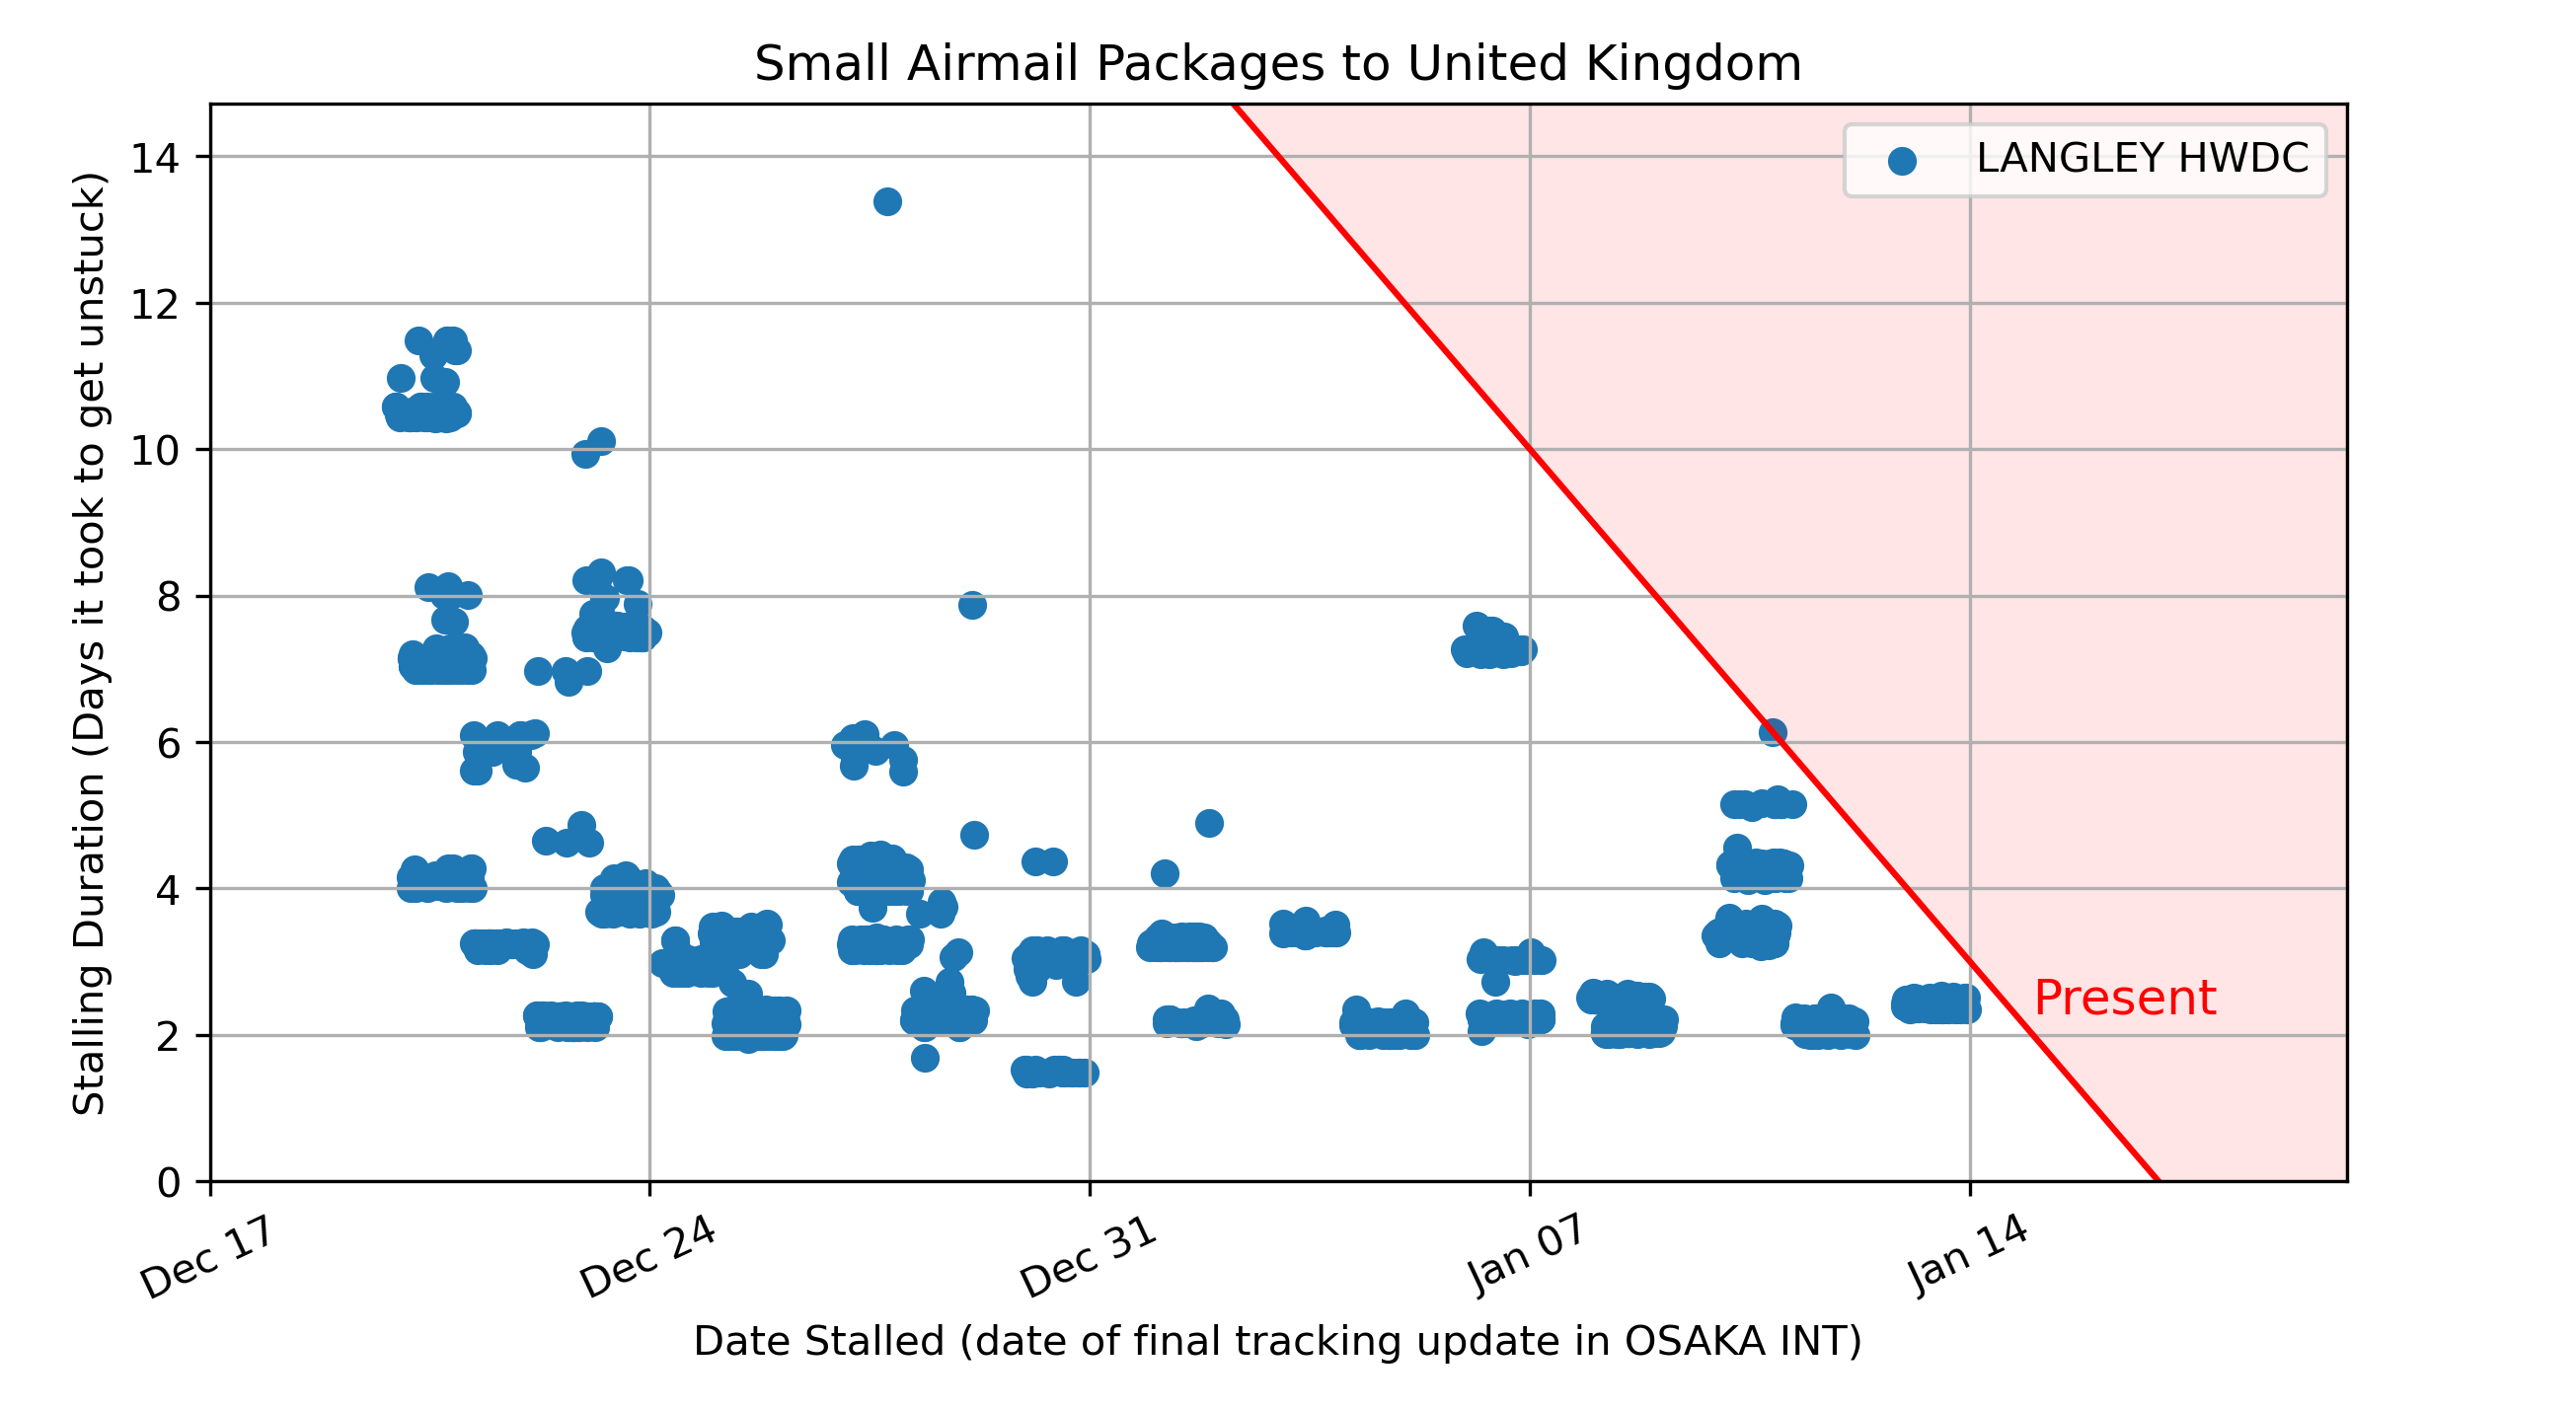 Small Airmail Packages to United Kingdom
LANGLEY HWDC
Stalling Duration (Days it took to get unstuck)
14
12
10
8
6
4
2
0
Present
Dec 17
Dec 24
Dec 31
Jan 07
Jan 14
Date Stalled (date of final tracking update in OSAKA INT)